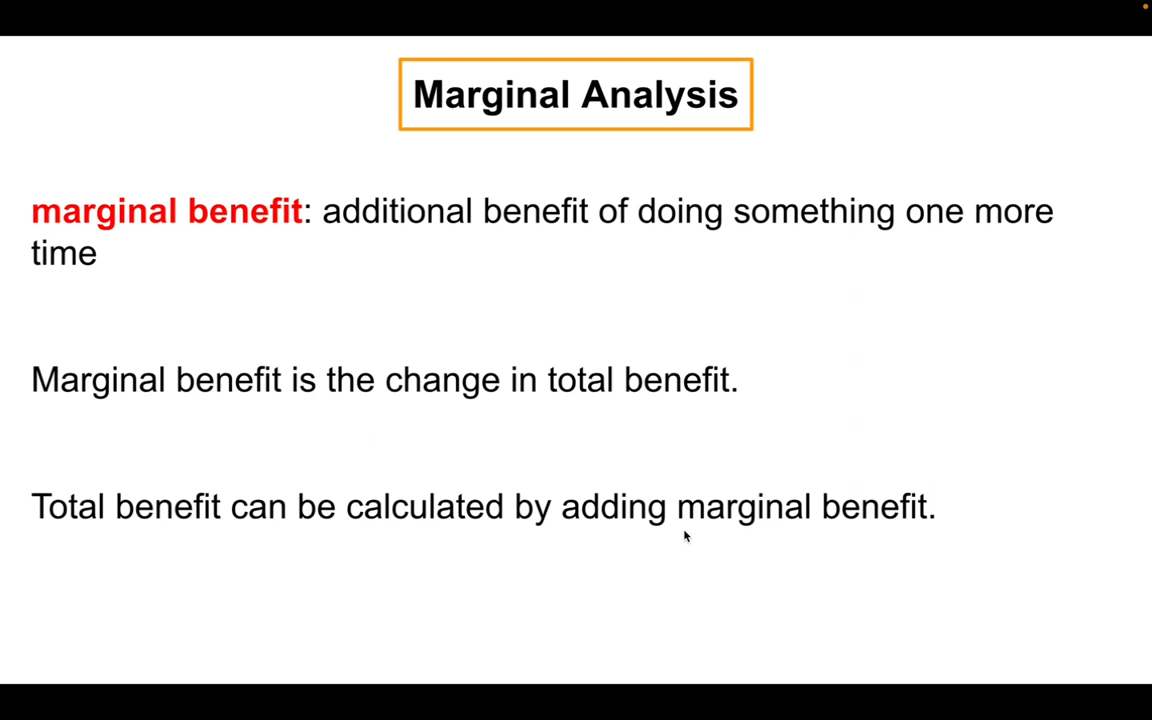 Marginal Analysis
marginal benefit: additional benefit of doing something one more
time
Marginal benefit is the change in total benefit.
Total benefit can be calculated by adding marginal benefit.